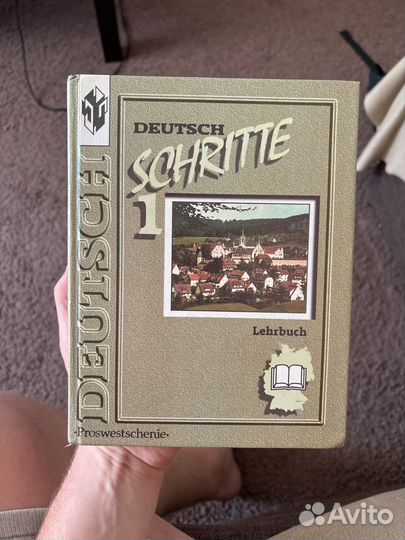 DEUTSCH
DEUTSCH
SCHRITTE
1
Lehrbuch
·Proswestschenie·
Avito